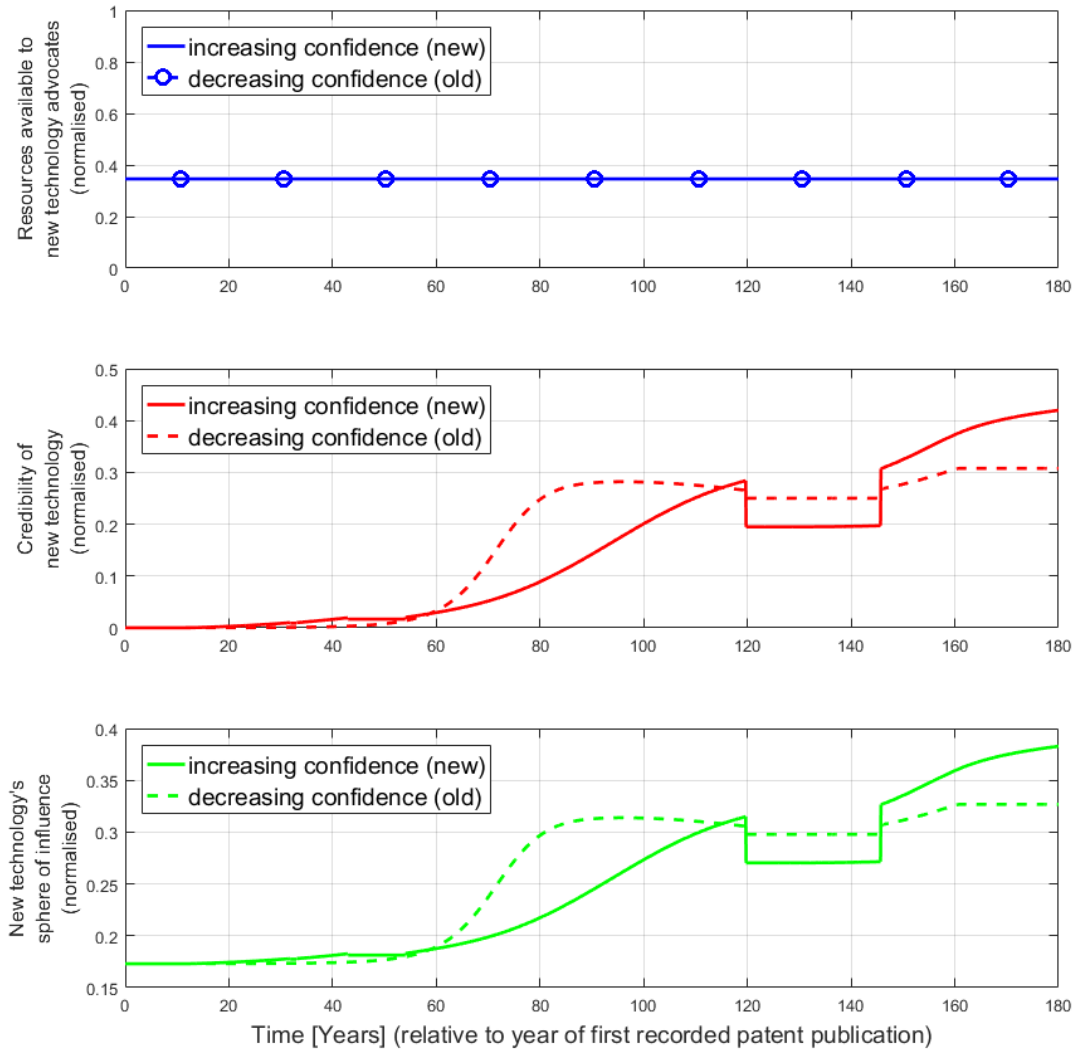 Resources available to
new technology advocates
(normalised)
1
0.8
0.6
0.4
0.2
0
increasing confidence (new)
decreasing confidence (old)
0 20 40 60 80 100 120 140 160 180
Credibility of
new technology
(normalised)
0.5
0.4
0.3
0.2
0.1
0
increasing confidence (new)
decreasing confidence (old)
0 20 40 60 80 100 120 140 160 180
New technology's
sphere of influence
(normalised)
0.4
0.35
0.3
0.25
0.2
0.15
increasing confidence (new)
decreasing confidence (old)
0 20 40 60 80 100 120 140 160 180
Time [Years] (relative to year of first recorded patent publication)